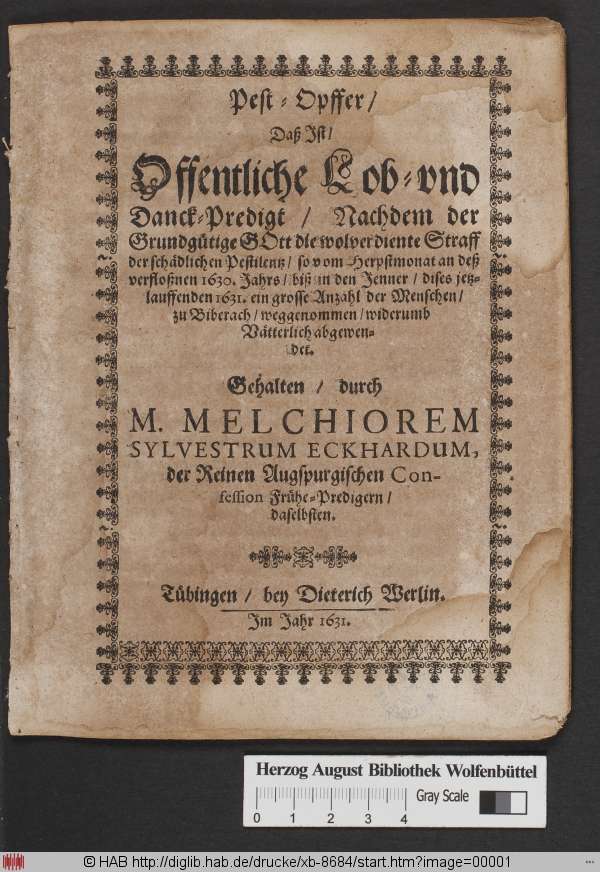 Pest-Opffer/
Daß Ist/
Offentliche Lob-vnd
Danck-Predigt / Nachdem der
Grundgütige GOtt die wolverdiente Straff
der schädlichen Pestilentz / so vom Herpstmonat an deß
verfloßnen 1630. Jahrs / biß in den Jenner / dises jetz-
lauffenden 1631. ein grosse Anzahl der Menschen /
zu Biberach / weggenommen / widerumb
Vätterlich abgewen-
det.
Gehalten / durch
M. MELCHIOREM
SYLVESTRUM ECKHARDUM,
der Reinen Augspurgischen Con-
fession Frühe-Predigern /
daselbsten.
Tübingen / bey Dieterich Werlin.
Im Jahr 1631.
Herzog August Bibliothek Wolfenbüttel
Gray Scale
0 1 2 3 4
© HAB http://diglib.hab.de/drucke/xb-8684/start.htm?image=00001